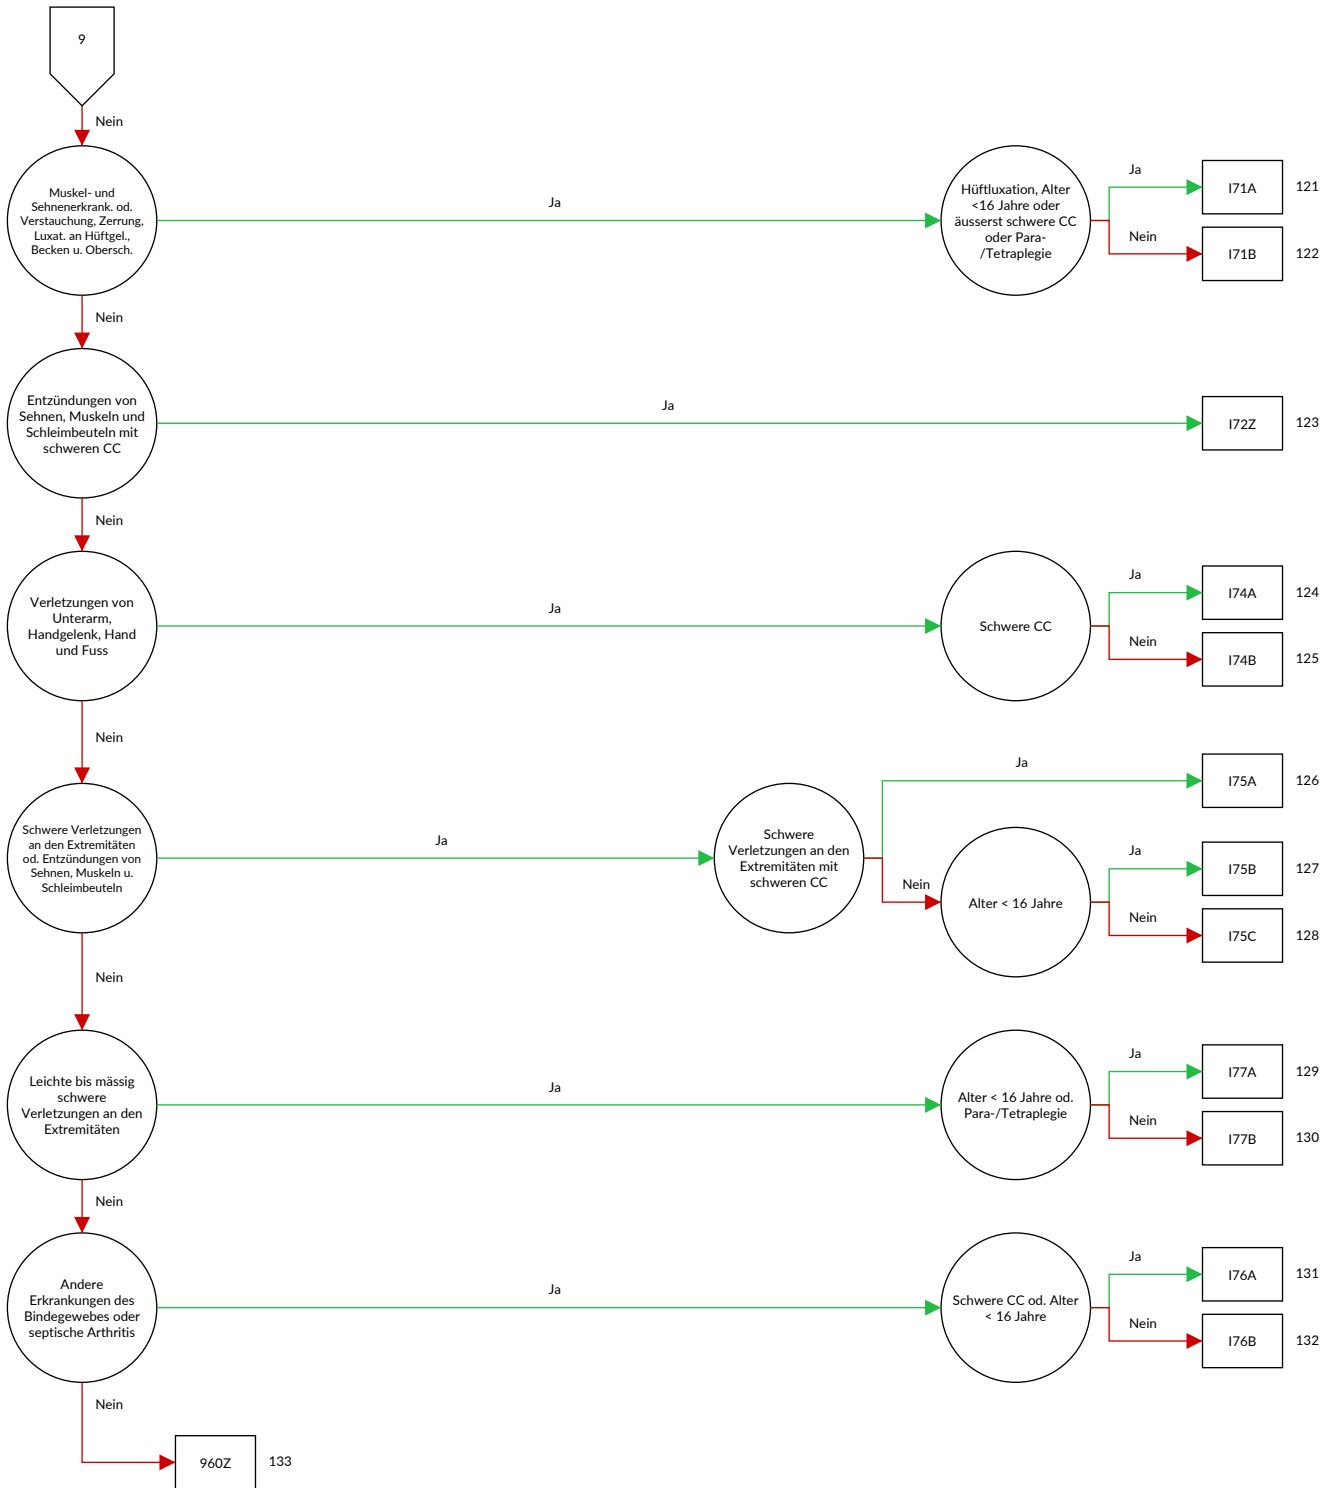 9
Nein
Muskel- und
Sehnenerkrank. od.
Verstauchung, Zerrung,
Luxat. an Hüftgel.,
Becken u. Obersch.
Ja
Hüftluxation, Alter
<16 Jahre oder
äusserst schwere CC
oder Para-
/Tetraplegie
Ja
I71A
121
Nein
I71B
122
Nein
Entzündungen von
Sehnen, Muskeln und
Schleimbeuteln mit
schweren CC
Ja
I72Z
123
Nein
Verletzungen von
Unterarm,
Handgelenk, Hand
und Fuss
Ja
Schwere CC
Ja
I74A
124
Nein
I74B
125
Nein
Schwere Verletzungen
an den Extremitäten
od. Entzündungen von
Sehnen, Muskeln u.
Schleimbeuteln
Ja
Schwere
Verletzungen an den
Extremitäten mit
schweren CC
Ja
I75A
126
Nein
Alter < 16 Jahre
Ja
I75B
127
Nein
I75C
128
Nein
Leichte bis mässig
schwere
Verletzungen an den
Extremitäten
Ja
Alter < 16 Jahre od.
Para-/Tetraplegie
Ja
I77A
129
Nein
I77B
130
Nein
Andere
Erkrankungen des
Bindegewebes oder
septische Arthritis
Ja
Schwere CC od. Alter
< 16 Jahre
Ja
I76A
131
Nein
I76B
132
Nein
960Z
133